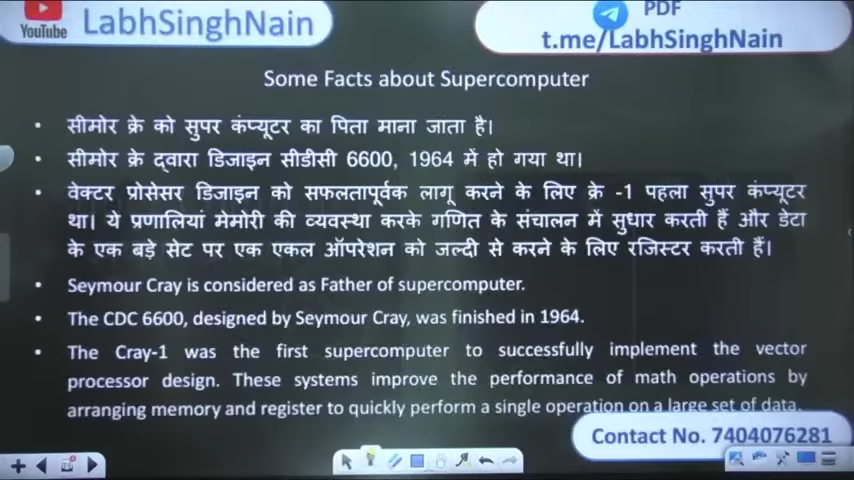 YouTube
LabhSinghNain
PDF
t.me/LabhSinghNain
Some Facts about Supercomputer
• सीमोर क्रे को सुपर कंप्यूटर का पिता माना जाता है।
• सीमोर क्रे द्वारा डिजाइन सीडीसी 6600, 1964 में हो गया था।
• वेक्टर प्रोसेसर डिजाइन को सफलतापूर्वक लागू करने के लिए क्रे -1 पहला सुपर कंप्यूटर
था। ये प्रणालियां मेमोरी की व्यवस्था करके गणित के संचालन में सुधार करती हैं और डेटा
के एक बड़े सेट पर एक एकल ऑपरेशन को जल्दी से करने के लिए रजिस्टर करती हैं।
• Seymour Cray is considered as Father of supercomputer.
• The CDC 6600, designed by Seymour Cray, was finished in 1964.
• The Cray-1 was the first supercomputer to successfully implement the vector
processor design. These systems improve the performance of math operations by
arranging memory and register to quickly perform a single operation on a large set of data.
Contact No. 7404076281